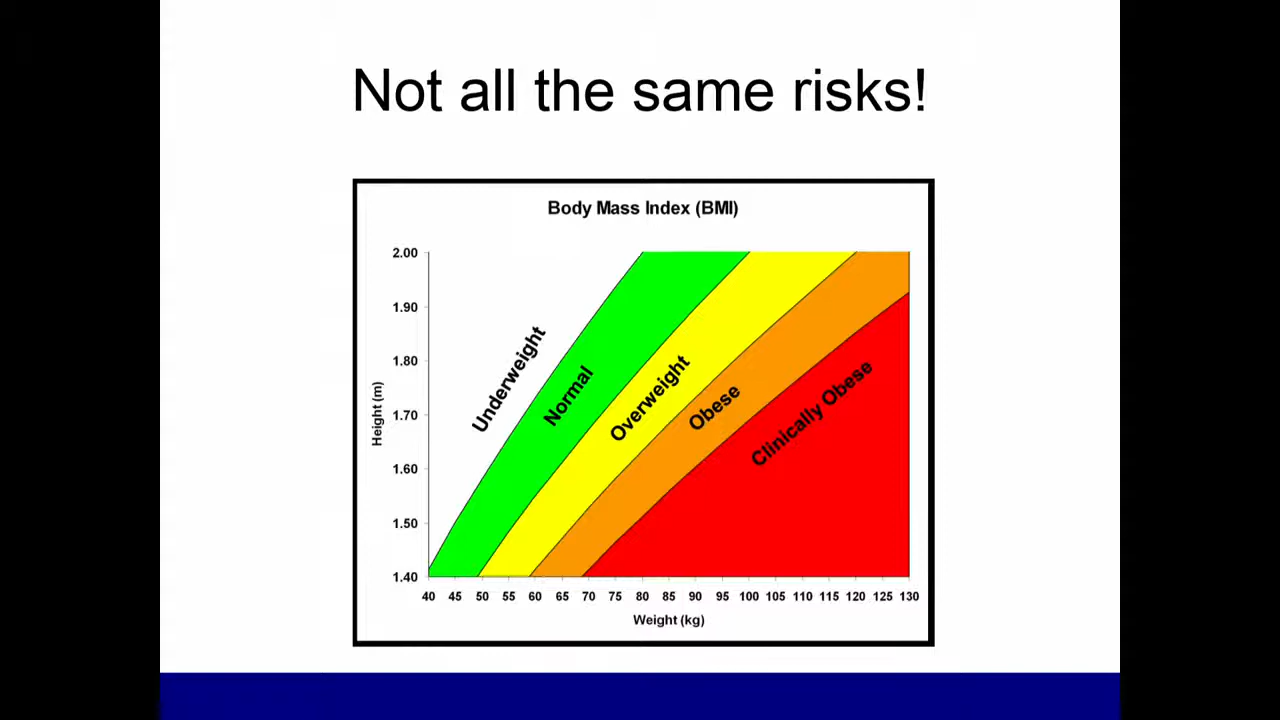 Not all the same risks!
Body Mass Index (BMI)
2.00
1.90
1.80
1.70
1.60
1.50
1.40
Height (m)
Underweight
Normal
Overweight
Obese
Clinically Obese
40 45 50 55 60 65 70 75 80 85 90 95 100 105 110 115 120 125 130
Weight (kg)